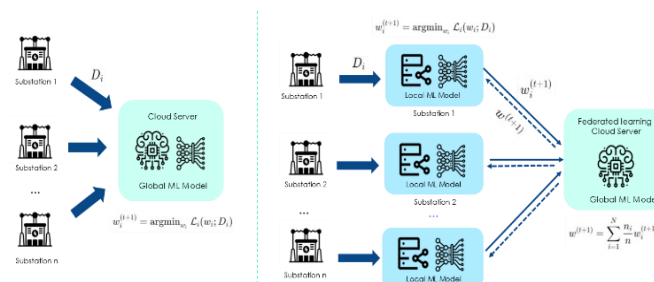 Substation 1
D_i
Substation 2
...
Substation n
Cloud Server
Global ML Model
w_i^{(t+1)} = argmin_{w_i} L_i(w_i; D_i)
w_i^{(t+1)} = argmin_{w_i} L_i(w_i; D_i)
Substation 1
D_i
Local ML Model
Substation 1
w_i^{(t+1)}
w^{(t+1)}
Substation 2
Local ML Model
Substation 2
...
...
Substation n
Local ML Model
Federated learning
Cloud Server
Global ML Model
w^{(t+1)} = \sum_{i=1}^{N} \frac{n_i}{n} w_i^{(t+1)}